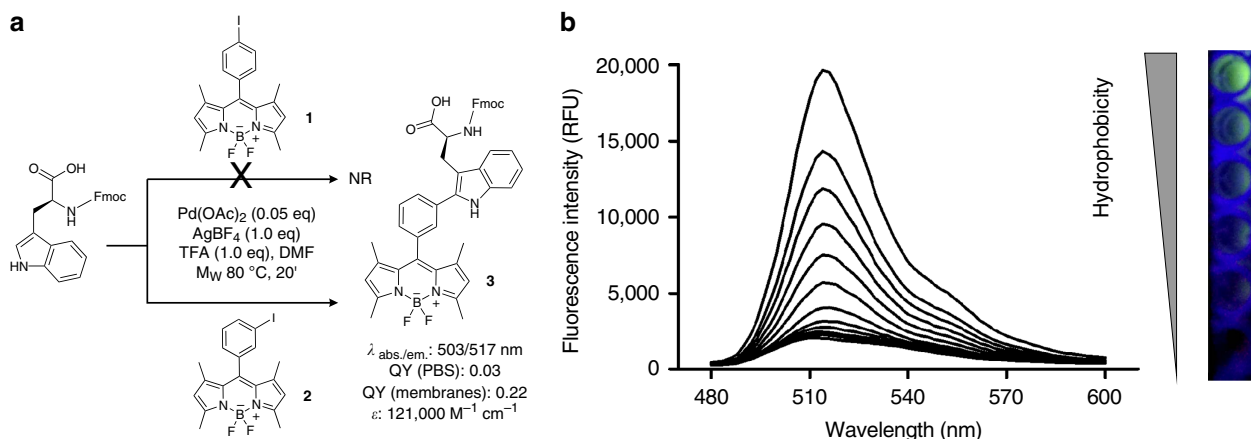 a
I
N
B
−
N
+
F
F
1
O
OH
N
H
Fmoc
HN
X
NR
Pd(OAc)2 (0.05 eq)
AgBF4 (1.0 eq)
TFA (1.0 eq), DMF
MW 80 °C, 20'
I
N
B
−
N
+
F
F
2
OH
O
N
H
Fmoc
N
H
N
B
−
N
+
F
F
3
λ abs./em.: 503/517 nm
QY (PBS): 0.03
QY (membranes): 0.22
ε: 121,000 M−1 cm−1
b
Fluorescence intensity (RFU)
20,000
15,000
10,000
5,000
0
480 510 540 570 600
Wavelength (nm)
Hydrophobicity